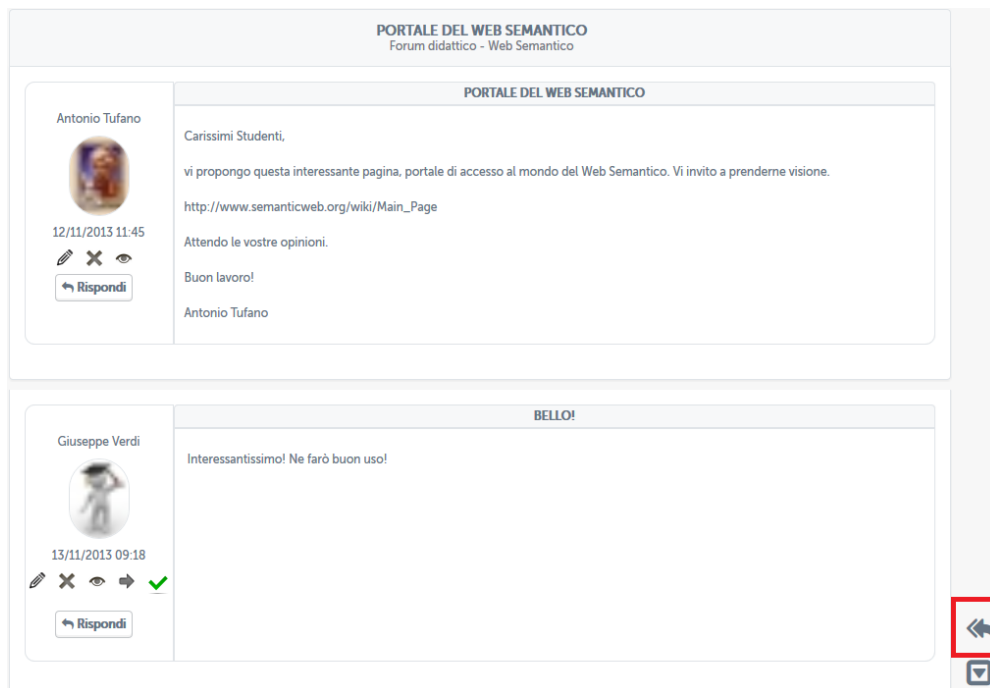 PORTALE DEL WEB SEMANTICO
Forum didattico - Web Semantico
PORTALE DEL WEB SEMANTICO
Antonio Tufano
12/11/2013 11:45
Rispondi
Carissimi Studenti,
vi propongo questa interessante pagina, portale di accesso al mondo del Web Semantico. Vi invito a prenderne visione.
http://www.semanticweb.org/wiki/Main_Page
Attendo le vostre opinioni.
Buon lavoro!
Antonio Tufano
BELLO!
Giuseppe Verdi
13/11/2013 09:18
Rispondi
Interessantissimo! Ne farò buon uso!